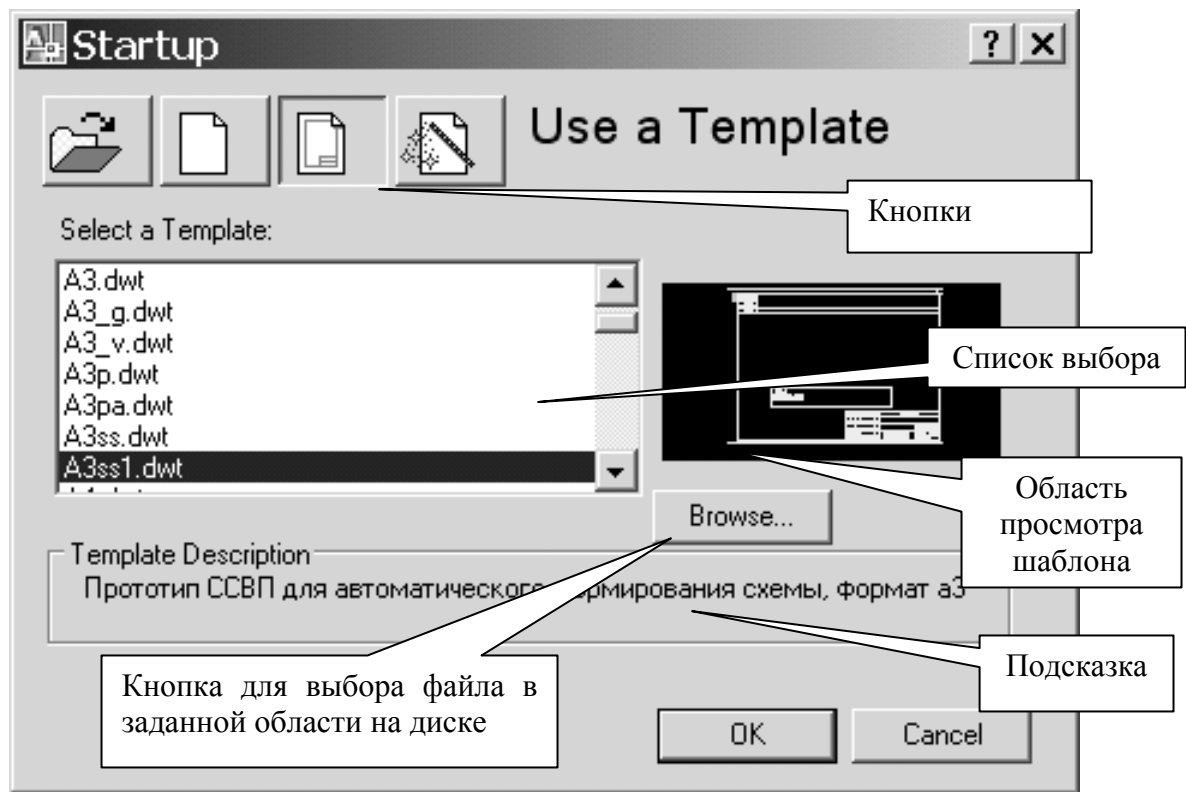 Startup
Use a Template
Кнопки
Select a Template:
A3.dwt
A3_g.dwt
A3_v.dwt
A3p.dwt
A3pa.dwt
A3ss.dwt
A3ss1.dwt
Список выбора
Область
просмотра
шаблона
Browse...
Template Description
Прототип ССВП для автоматического формирования схемы, формат а3
Подсказка
Кнопка для выбора файла в
заданной области на диске
OK
Cancel